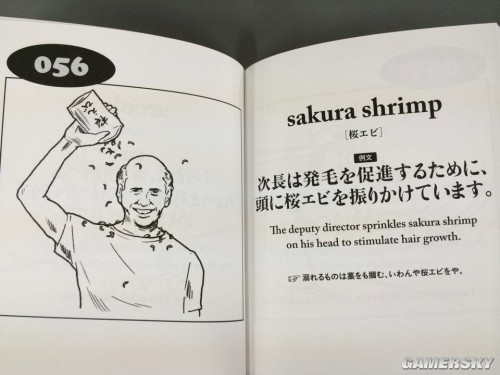 056
桜えび
sakura shrimp
[桜エビ]
例文
次長は発毛を促進するために、
頭に桜エビを振りかけています。
The deputy director sprinkles sakura shrimp
on his head to stimulate hair growth.
☞ 溺れるものは藁をも掴む、いわんや桜エビをや。
GAMERSKY